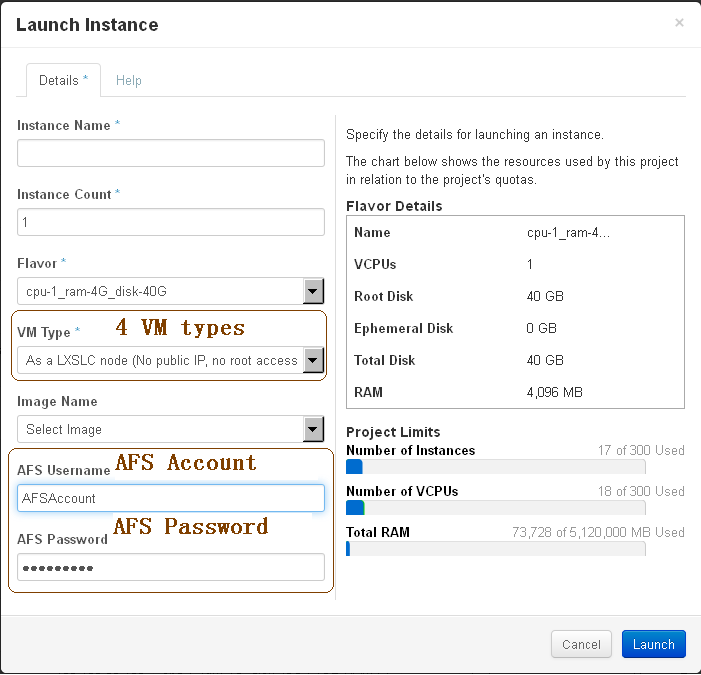 Launch Instance
×
Details *
Help
Instance Name *
Instance Count *
1
Flavor *
cpu-1_ram-4G_disk-40G
VM Type *
4 VM types
As a LXSLC node (No public IP, no root access
Image Name
Select Image
AFS Username
AFS Account
AFSAccount
AFS Password
AFS Password
•••••••••
Specify the details for launching an instance.
The chart below shows the resources used by this project
in relation to the project's quotas.
Flavor Details
Name cpu-1_ram-4...
VCPUs 1
Root Disk 40 GB
Ephemeral Disk 0 GB
Total Disk 40 GB
RAM 4,096 MB
Project Limits
Number of Instances 17 of 300 Used
Number of VCPUs 18 of 300 Used
Total RAM 73,728 of 5,120,000 MB Used
Cancel
Launch